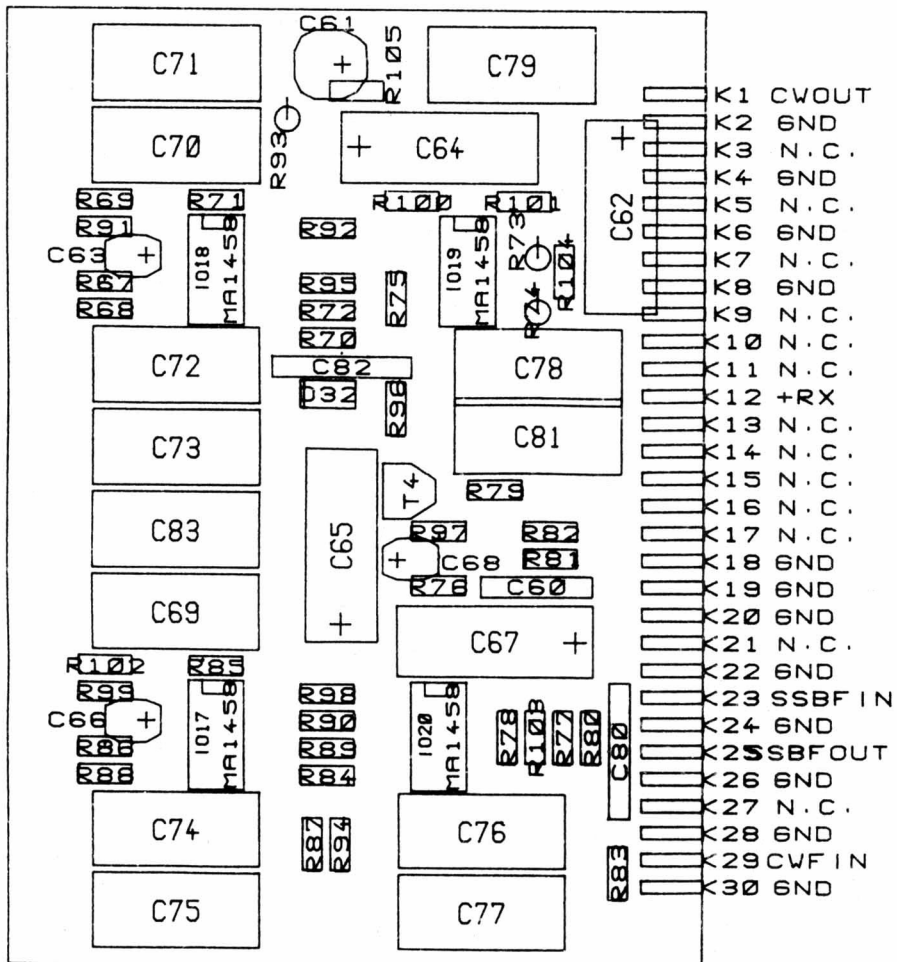 C61
R105
C71
C79
K1 CWOUT
K2 GND
R93
C70
C64
K3 N.C.
K4 GND
R69
R71
R100
R101
K5 N.C.
C62
R91
R92
R73
K6 GND
C63
IO18
MA1458
IO19
MA1458
R104
K7 N.C.
R67
R95
R75
K8 GND
R68
R72
R74
K9 N.C.
R70
K10 N.C.
C72
C82
C78
K11 N.C.
D32
R96
K12 +RX
K13 N.C.
C73
C81
K14 N.C.
T4
R79
K15 N.C.
K16 N.C.
C83
C65
R97
R82
K17 N.C.
C68
R81
K18 GND
R76
C60
K19 GND
C69
K20 GND
C67
K21 N.C.
R102
R85
K22 GND
R99
R98
K23 SSBFIN
C66
IO17
MA1458
R90
IO20
MA1458
R78
R103
R77
R80
C80
K24 GND
R86
R89
K25SSBFOUT
R88
R84
K26 GND
K27 N.C.
C74
R87
R94
C76
K28 GND
R83
K29CWFIN
K30 GND
C75
C77